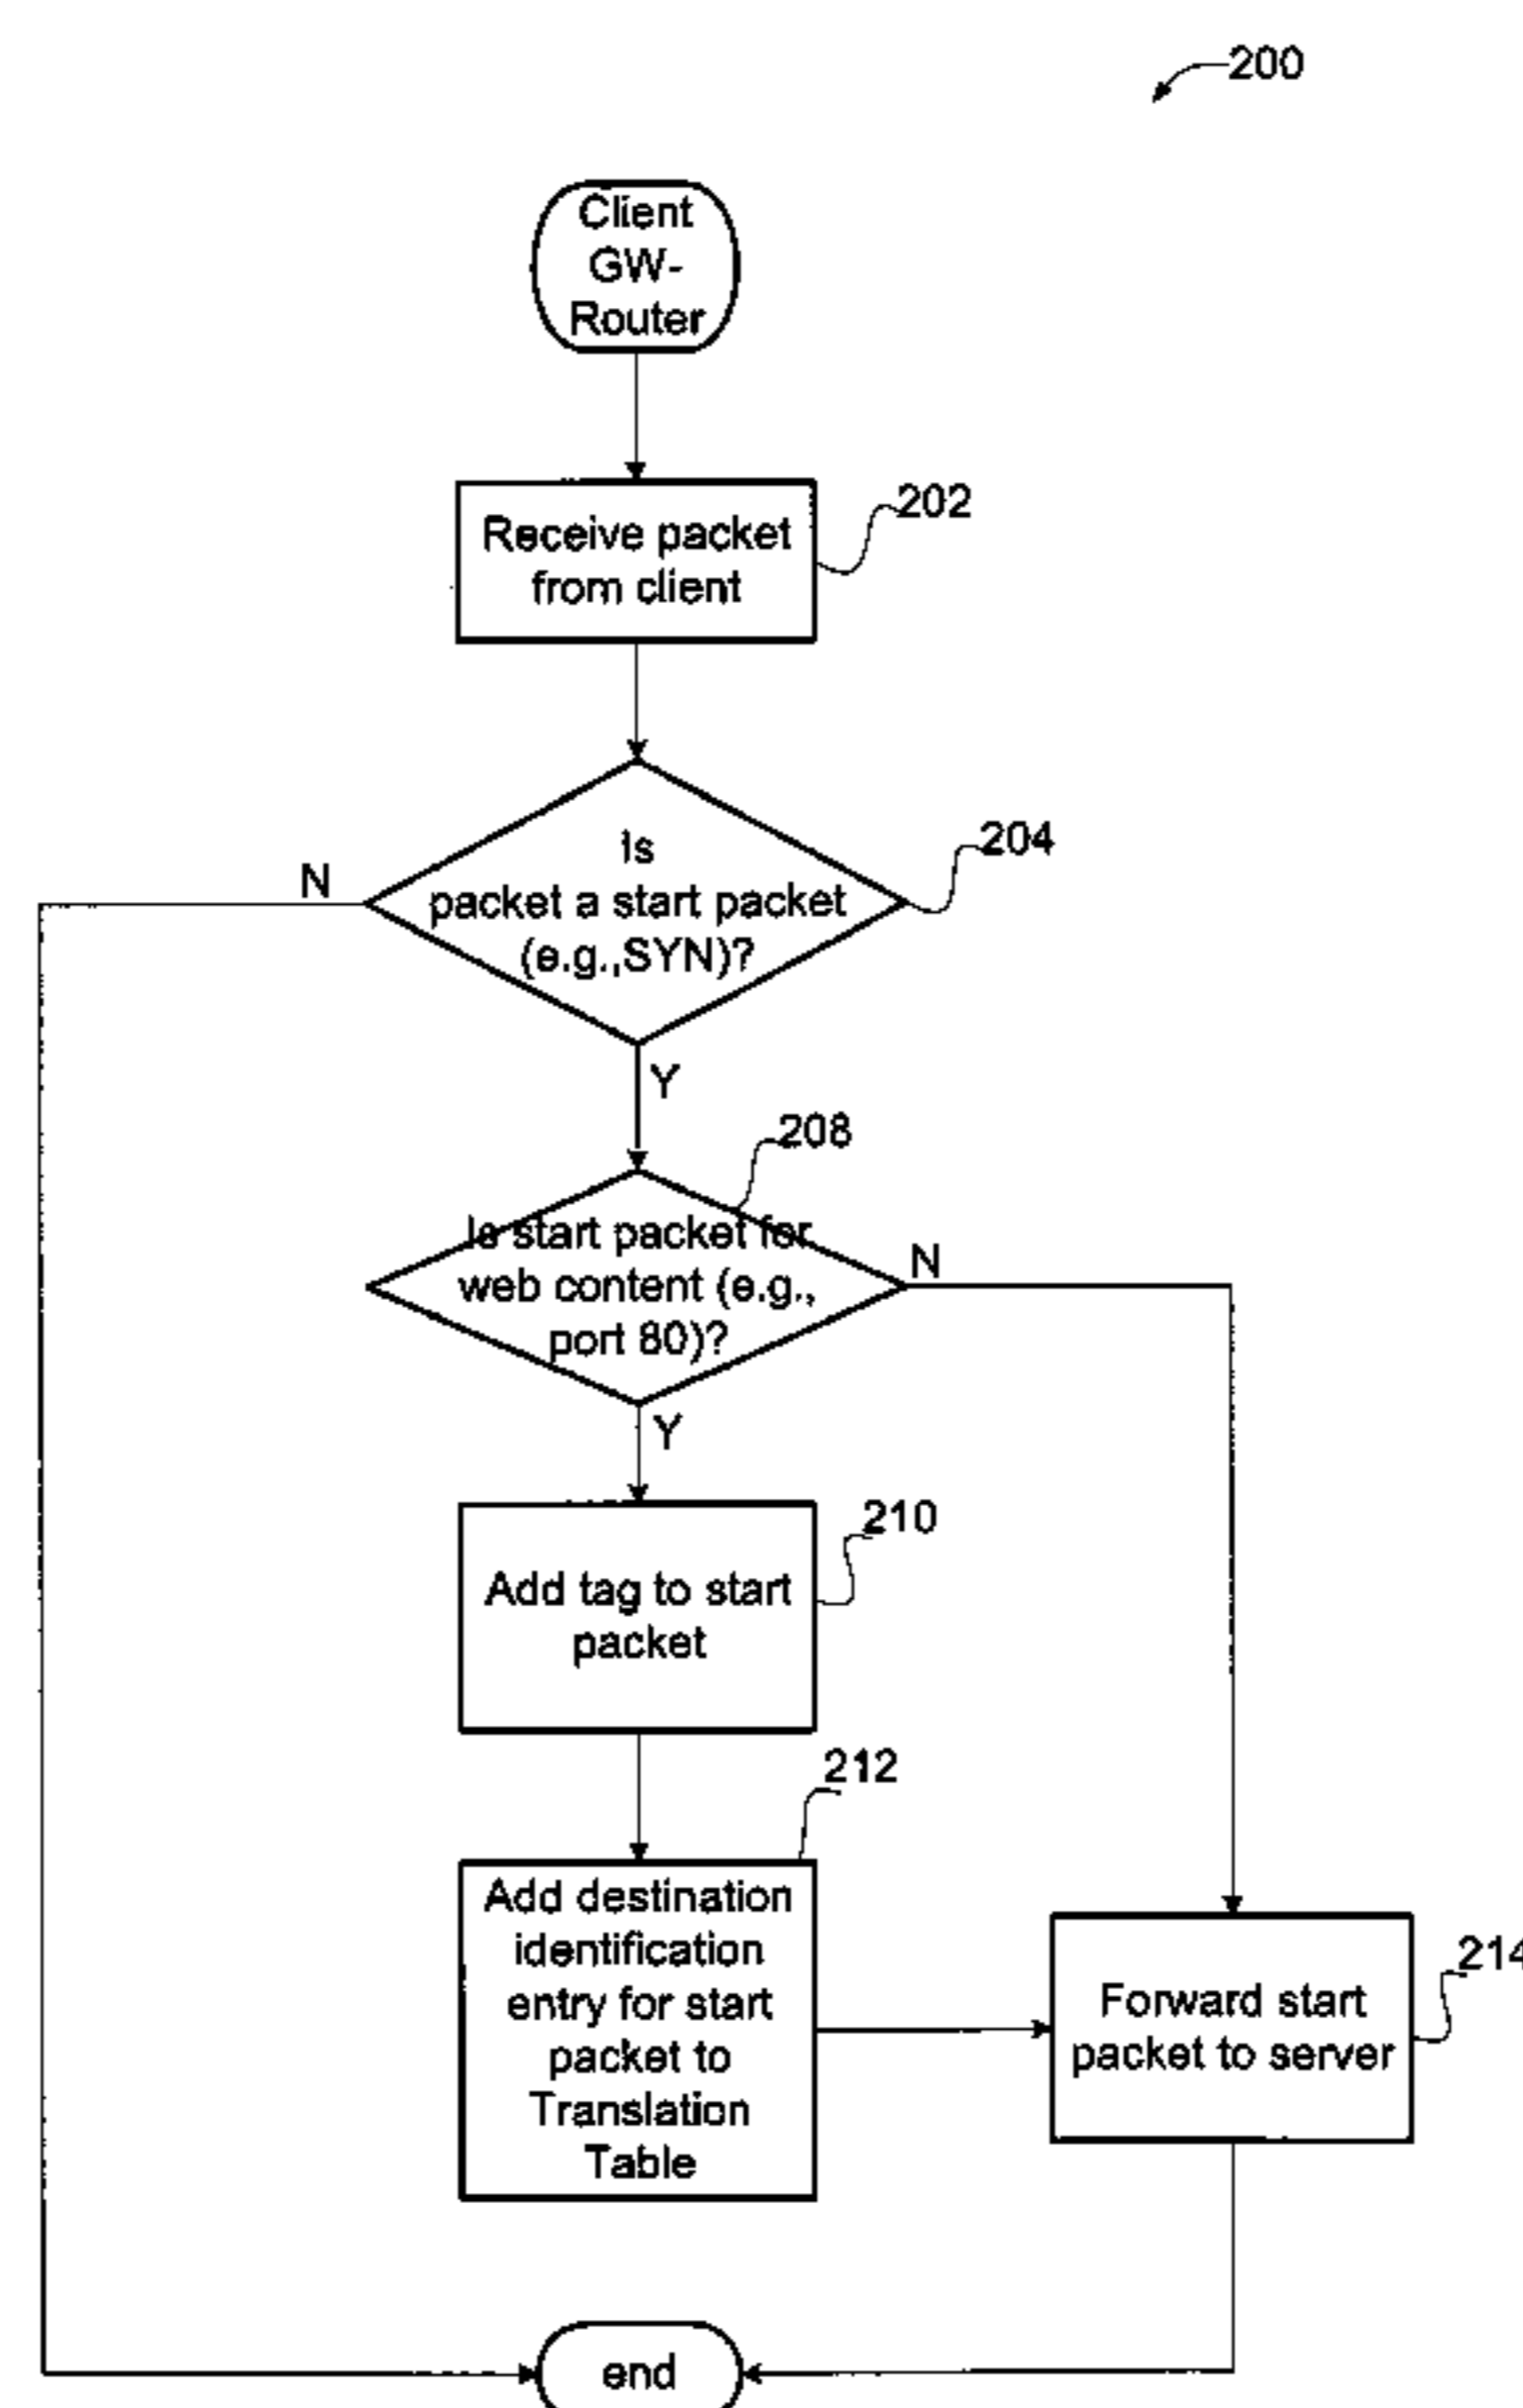 200
Client
GW-
Router
Receive packet
from client
202
Is
packet a start packet
(e.g.,SYN)?
204
N
Y
208
Is start packet for
web content (e.g.,
port 80)?
N
Y
210
Add tag to start
packet
212
Add destination
identification
entry for start
packet to
Translation
Table
Forward start
packet to server
214
end